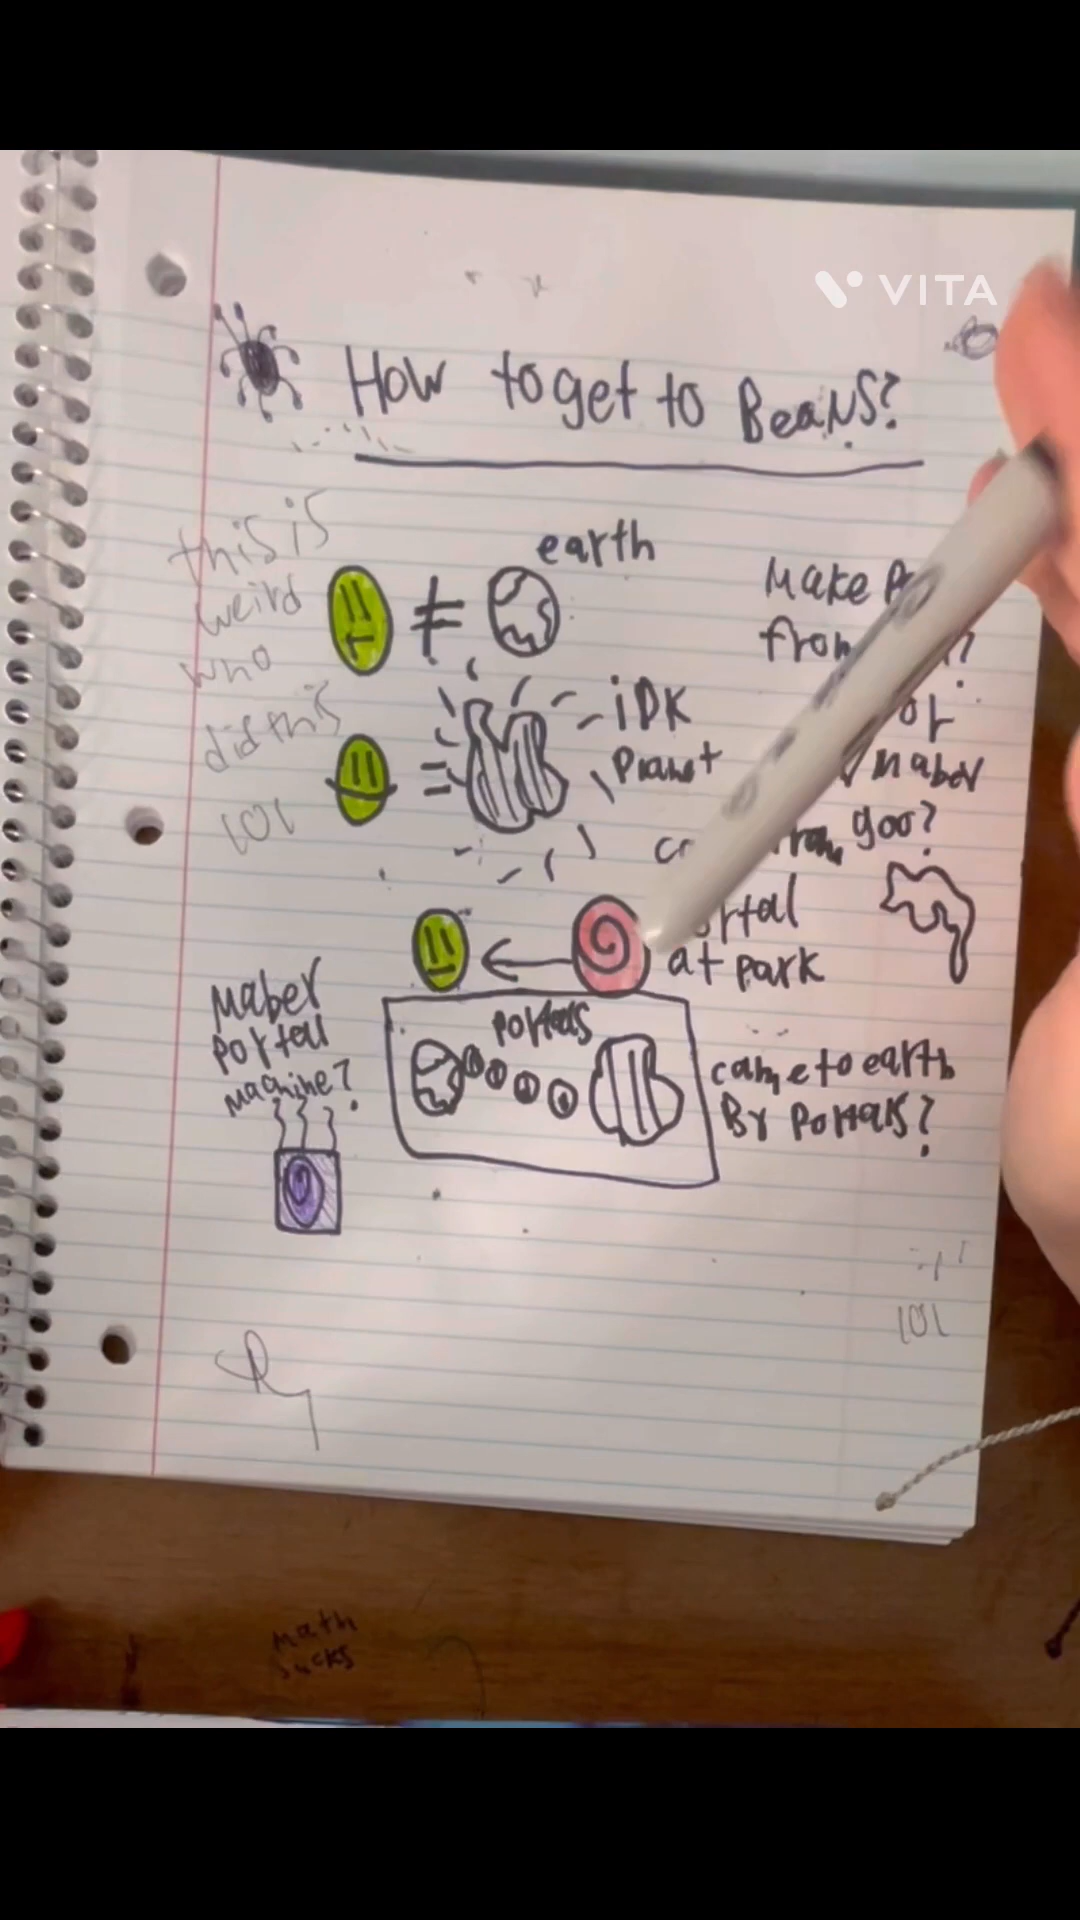 VITA
How to get to BeaNS?
this is
weird
who
did this
lol
earth
Make
from
or
maber
goo?
iDK
Planet
at park
Maber
Portal
machine?
Portals
came to earth
By Portals?
lol
math
sucks